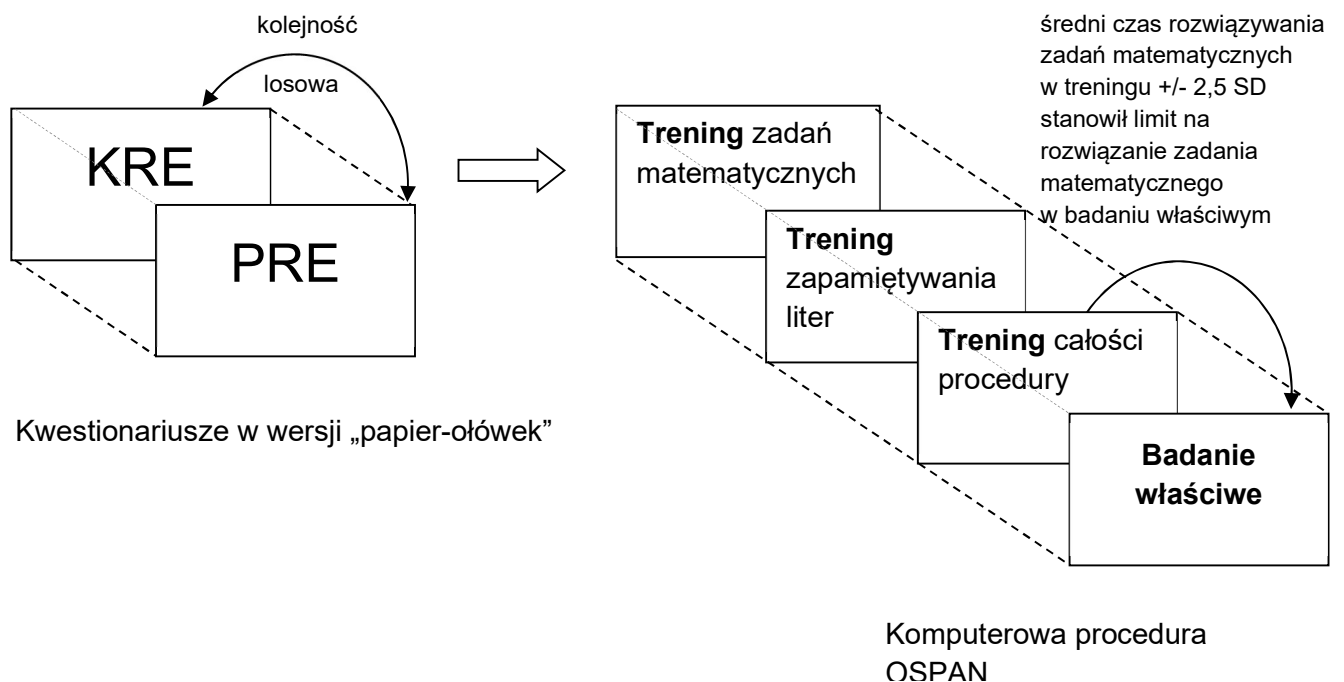 kolejność
losowa
KRE
PRE
Kwestionariusze w wersji „papier-ołówek”
średni czas rozwiązywania
zadań matematycznych
w treningu +/- 2,5 SD
stanowił limit na
rozwiązanie zadania
matematycznego
w badaniu właściwym
Trening zadań
matematycznych
Trening
zapamiętywania
liter
Trening całości
procedury
Badanie
właściwe
Komputerowa procedura
OSPAN